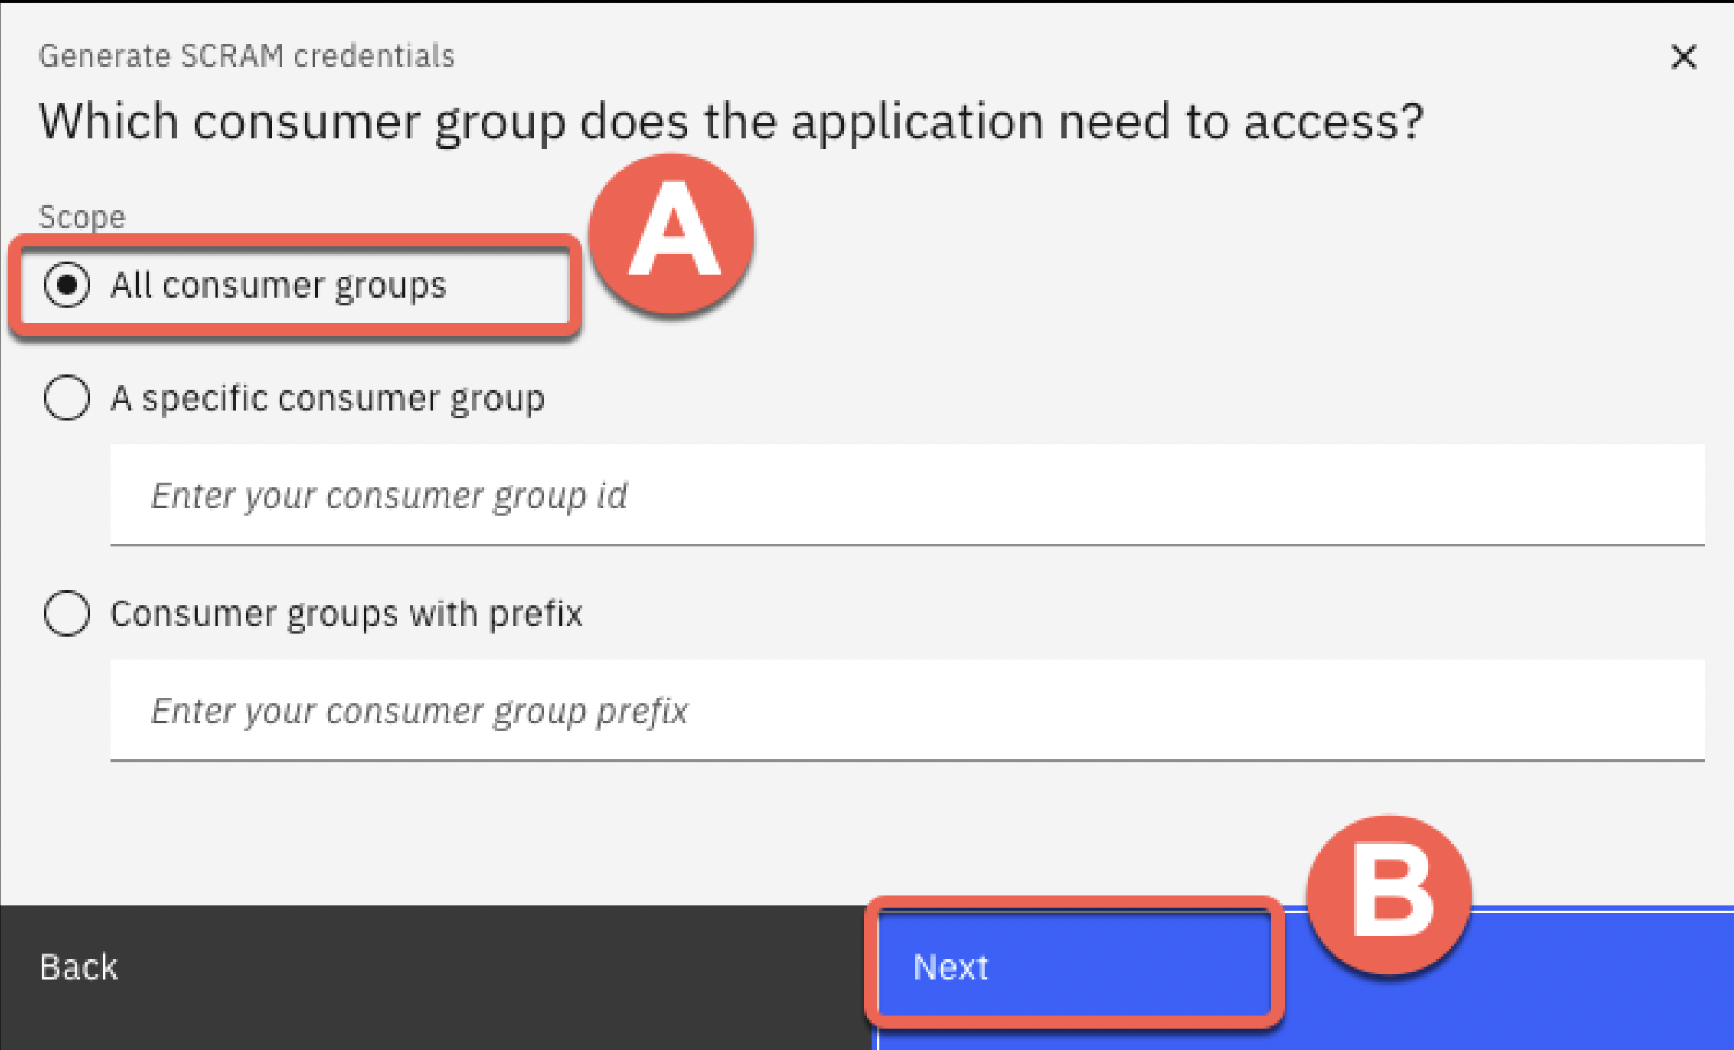 Generate SCRAM credentials
Which consumer group does the application need to access?
A
Scope
All consumer groups
A specific consumer group
Enter your consumer group id
Consumer groups with prefix
Enter your consumer group prefix
B
Back
Next